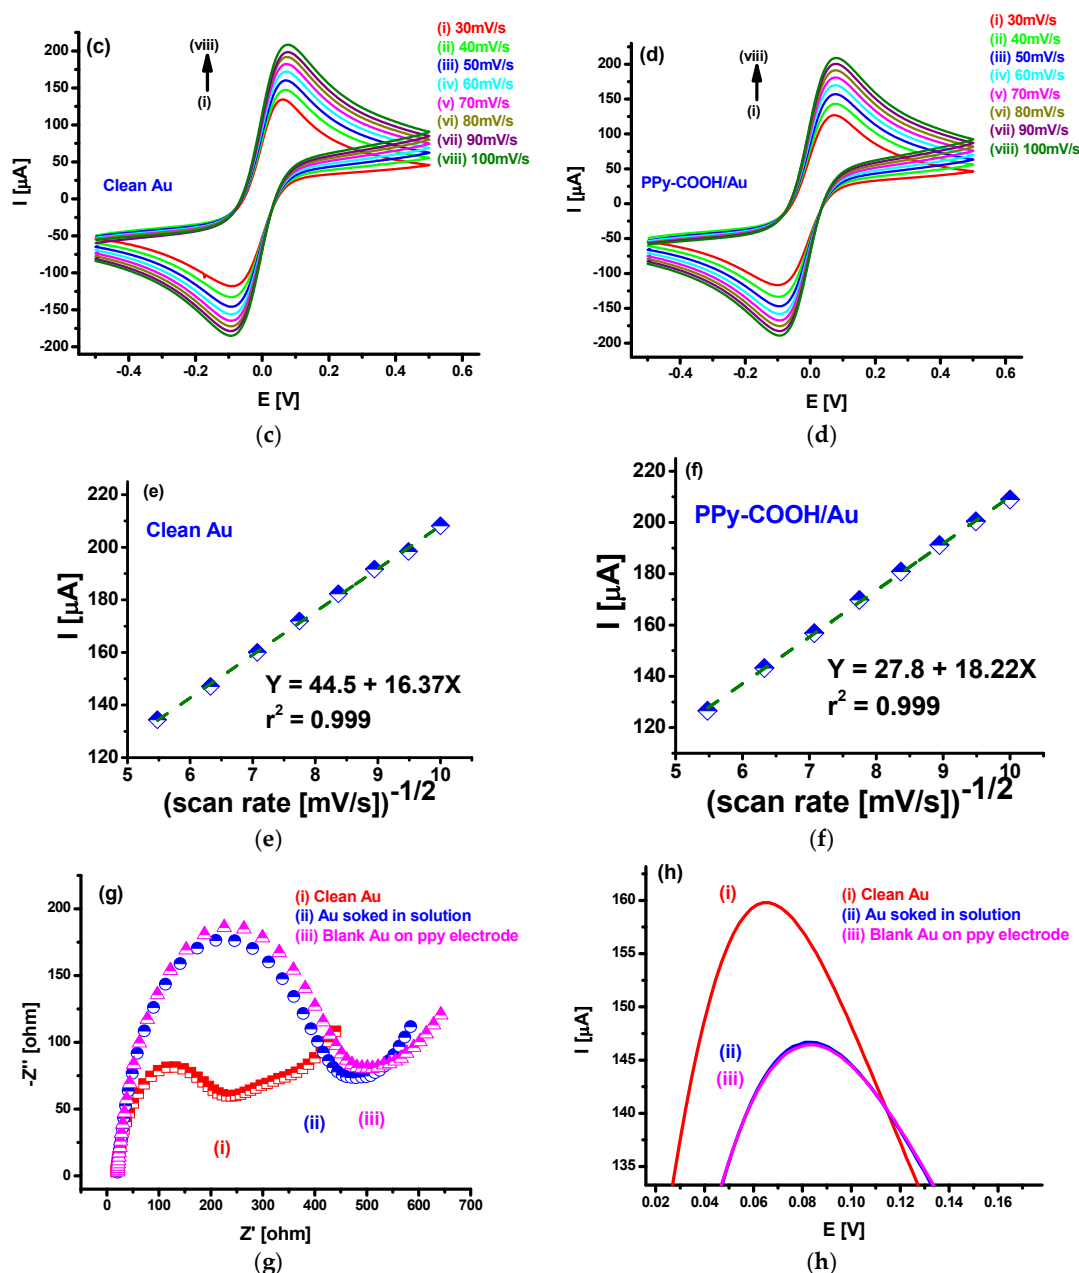 (c)
(viii)
(i)
Clean Au
(i) 30mV/s
(ii) 40mV/s
(iii) 50mV/s
(iv) 60mV/s
(v) 70mV/s
(vi) 80mV/s
(vii) 90mV/s
(viii) 100mV/s
200
150
100
50
0
-50
-100
-150
-200
I [µA]
-0.4 -0.2 0.0 0.2 0.4 0.6
E [V]
(c)
(d)
(viii)
(i)
PPy-COOH/Au
(i) 30mV/s
(ii) 40mV/s
(iii) 50mV/s
(iv) 60mV/s
(v) 70mV/s
(vi) 80mV/s
(vii) 90mV/s
(viii) 100mV/s
200
150
100
50
0
-50
-100
-150
-200
I [µA]
-0.4 -0.2 0.0 0.2 0.4 0.6
E [V]
(d)
(e)
Clean Au
220
200
180
160
140
120
I [µA]
Y = 44.5 + 16.37X
r² = 0.999
5 6 7 8 9 10
(scan rate [mV/s])^-1/2
(e)
(f)
PPy-COOH/Au
220
200
180
160
140
120
I [µA]
Y = 27.8 + 18.22X
r² = 0.999
5 6 7 8 9 10
(scan rate [mV/s])^-1/2
(f)
(g)
(i) Clean Au
(ii) Au soked in solution
(iii) Blank Au on ppy electrode
200
150
100
50
0
-Z'' [ohm]
(i)
(ii)
(iii)
0 100 200 300 400 500 600 700
Z' [ohm]
(g)
(h)
(i) Clean Au
(ii) Au soked in solution
(iii) Blank Au on ppy electrode
160
155
150
145
140
135
I [µA]
(i)
(ii)
(iii)
0.02 0.04 0.06 0.08 0.10 0.12 0.14 0.16
E [V]
(h)